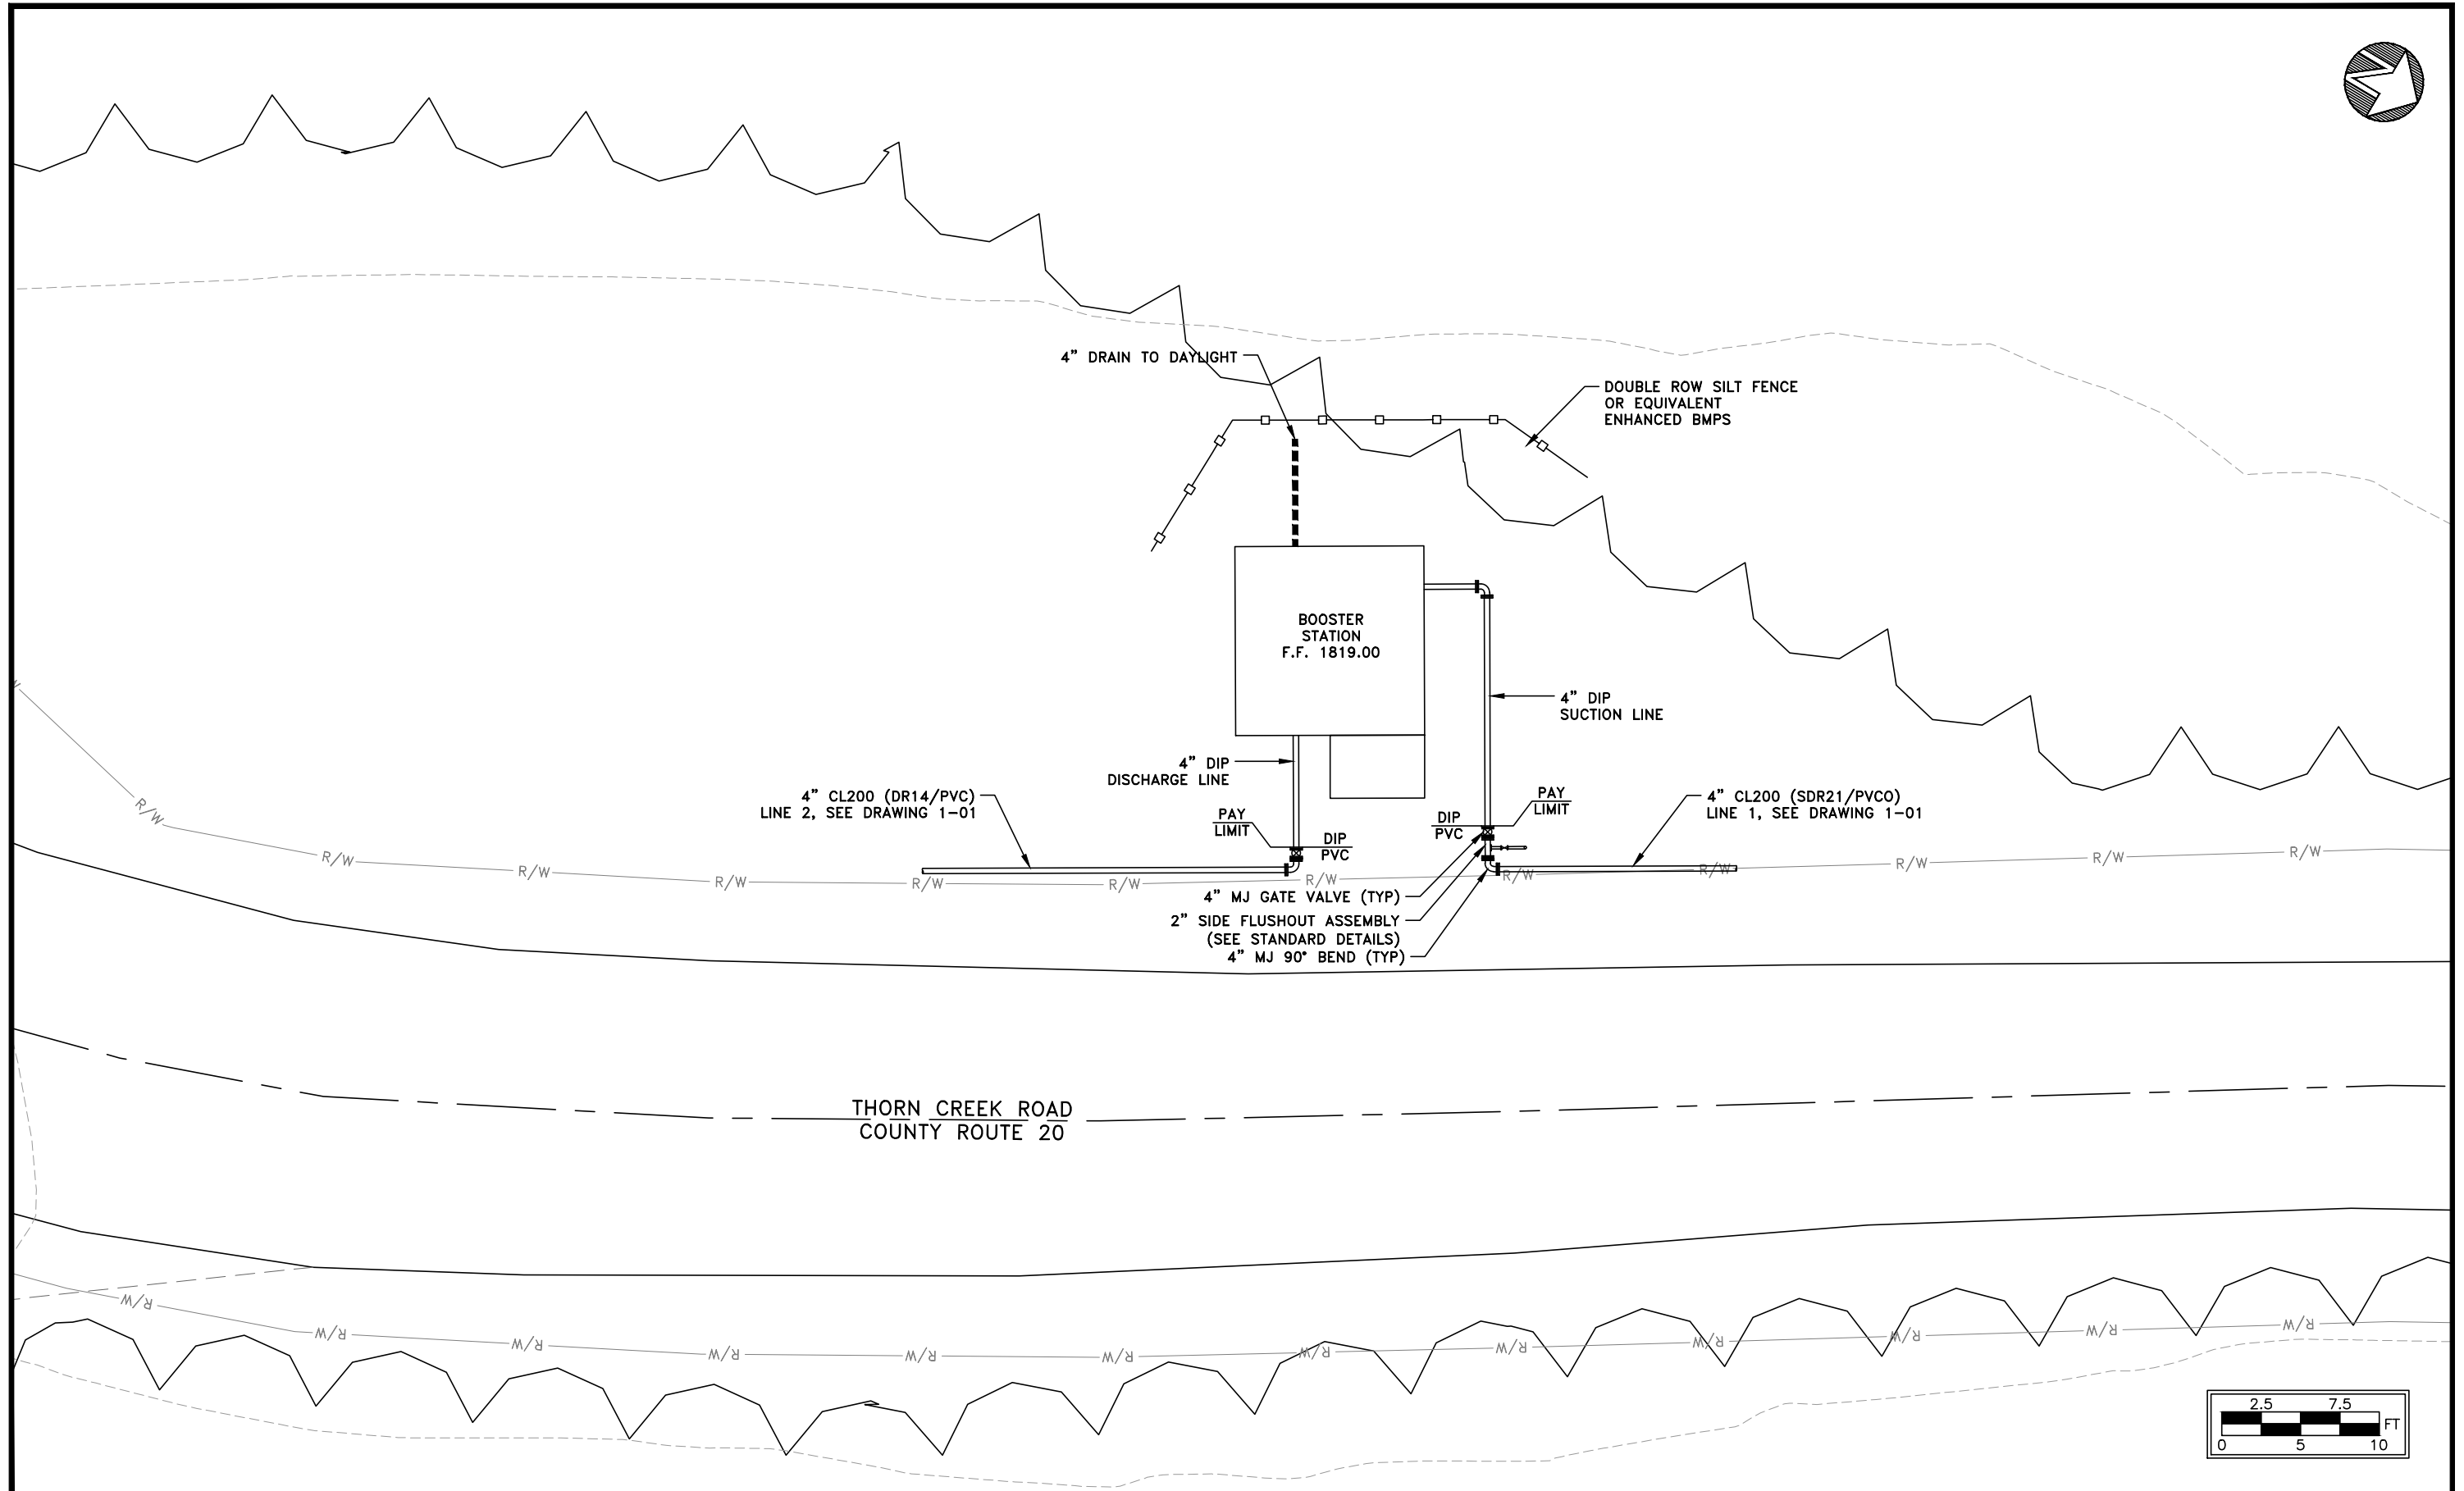 4" DRAIN TO DAYLIGHT
DOUBLE ROW SILT FENCE
OR EQUIVALENT
ENHANCED BMPS
BOOSTER
STATION
F.F. 1819.00
4" DIP
SUCTION LINE
4" DIP
DISCHARGE LINE
4" CL200 (DR14/PVC)
LINE 2, SEE DRAWING 1-01
PAY
LIMIT
DIP
PVC
DIP
PVC
PAY
LIMIT
4" CL200 (SDR21/PVCO)
LINE 1, SEE DRAWING 1-01
R/W
R/W
R/W
R/W
R/W
R/W
R/W
R/W
R/W
R/W
R/W
R/W
4" MJ GATE VALVE (TYP)
2" SIDE FLUSHOUT ASSEMBLY
(SEE STANDARD DETAILS)
4" MJ 90° BEND (TYP)
THORN CREEK ROAD
COUNTY ROUTE 20
R/W
R/W
R/W
R/W
R/W
R/W
R/W
R/W
R/W
R/W
R/W
R/W
2.5 7.5
FT
0 5 10